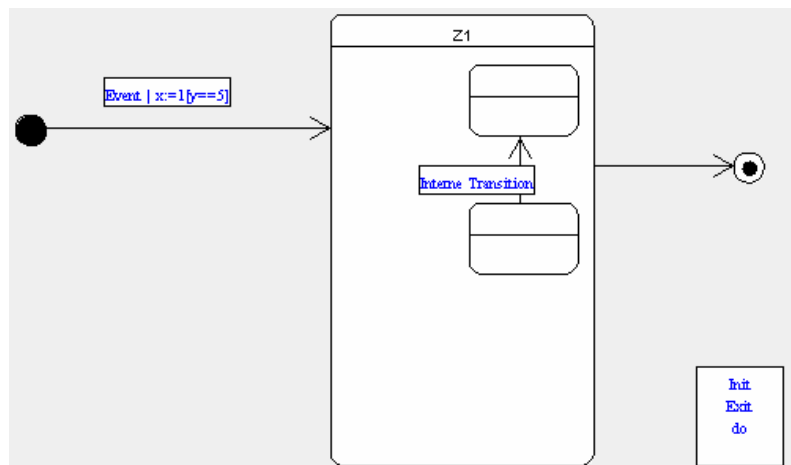 Z1
Event | x:=1[y==5]
Interne Transition
Init
Exit
do